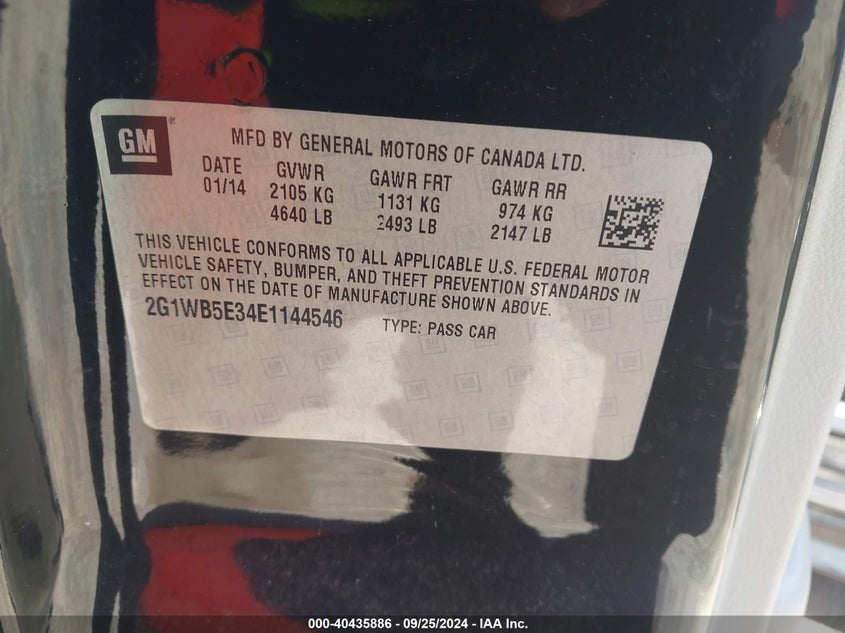 GM
MFD BY GENERAL MOTORS OF CANADA LTD.
DATE GVWR GAWR FRT GAWR RR
01/14 2105 KG 1131 KG 974 KG
4640 LB 2493 LB 2147 LB
THIS VEHICLE CONFORMS TO ALL APPLICABLE U.S. FEDERAL MOTOR
VEHICLE SAFETY, BUMPER, AND THEFT PREVENTION STANDARDS IN
EFFECT ON THE DATE OF MANUFACTURE SHOWN ABOVE.
2G1WB5E34E1144546 TYPE: PASS CAR
000-40435886 - 09/25/2024 - IAA Inc.